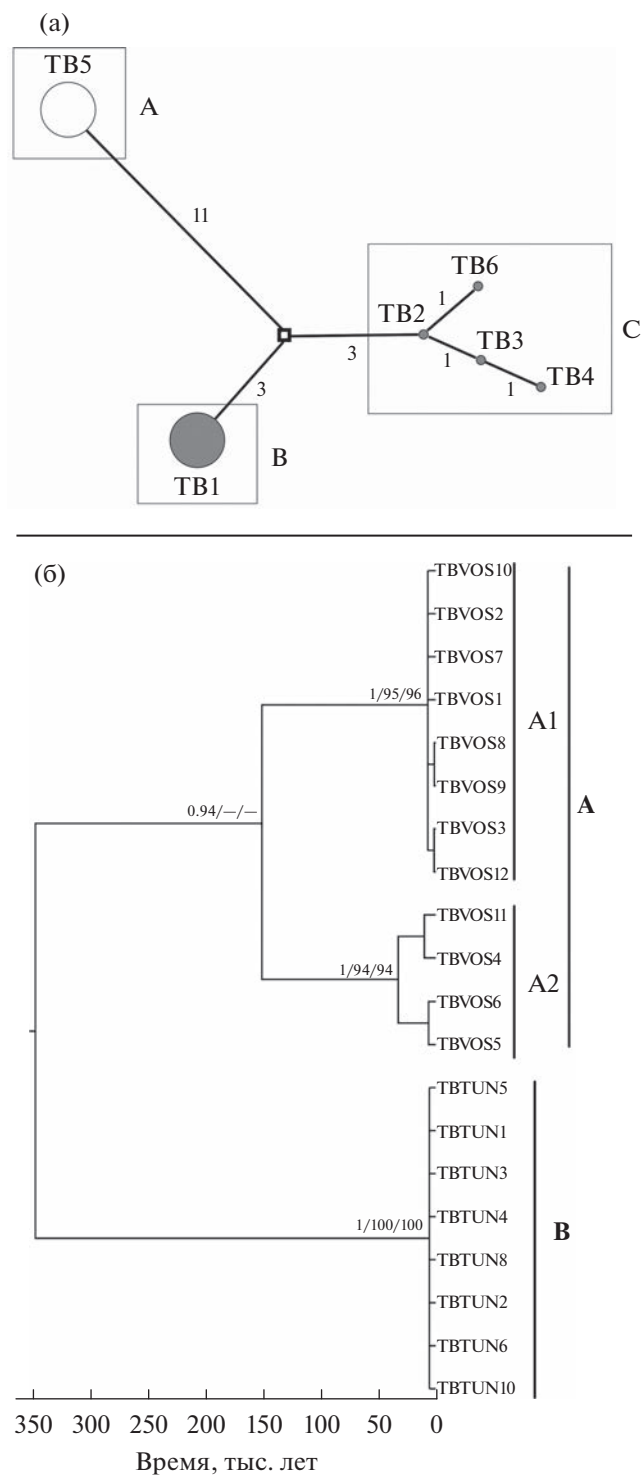 (а)
TB5
A
11
TB6
1
TB2
TB3
C
3
1
TB4
1
3
B
TB1
(б)
TBVOS10
TBVOS2
TBVOS7
1/95/96
TBVOS1
A1
TBVOS8
TBVOS9
A
0.94/—/—
TBVOS3
TBVOS12
TBVOS11
1/94/94
TBVOS4
A2
TBVOS6
TBVOS5
TBTUN5
TBTUN1
TBTUN3
TBTUN4
1/100/100
B
TBTUN8
TBTUN2
TBTUN6
TBTUN10
350 300 250 200 150 100 50 0
Время, тыс. лет